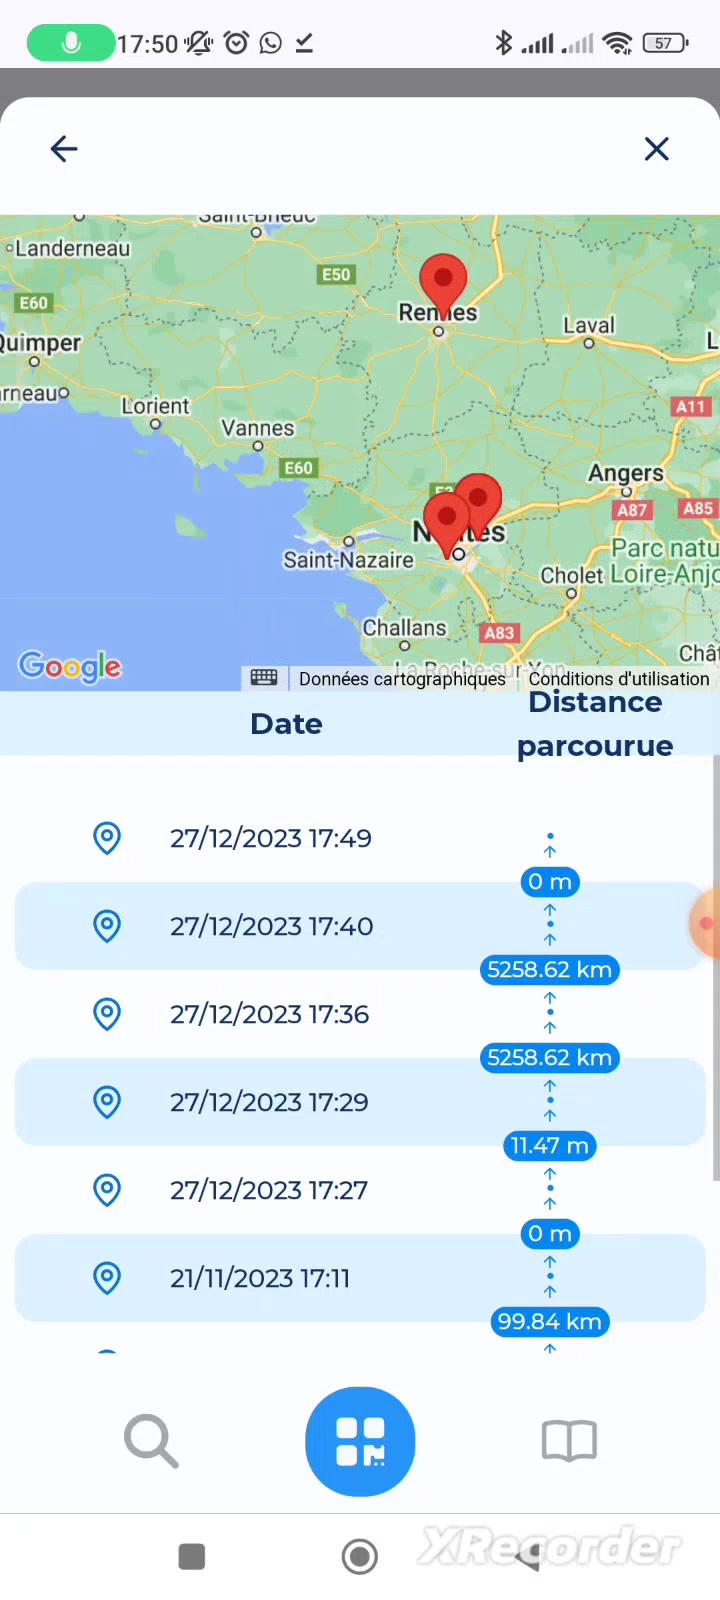 17:50
57
Saint-Brieuc
Landerneau
E50
E60
Rennes
Quimper
Laval
Lorient
A11
Vannes
E60
Angers
A87
A85
Nantes
Saint-Nazaire
Parc natu
Cholet
Loire-Anjo
Challans
A83
Chât
La Roche-sur-Yon
Google
Données cartographiques
Conditions d'utilisation
Date
Distance
parcourue
27/12/2023 17:49
0 m
27/12/2023 17:40
5258.62 km
27/12/2023 17:36
5258.62 km
27/12/2023 17:29
11.47 m
27/12/2023 17:27
0 m
21/11/2023 17:11
99.84 km
XRecorder